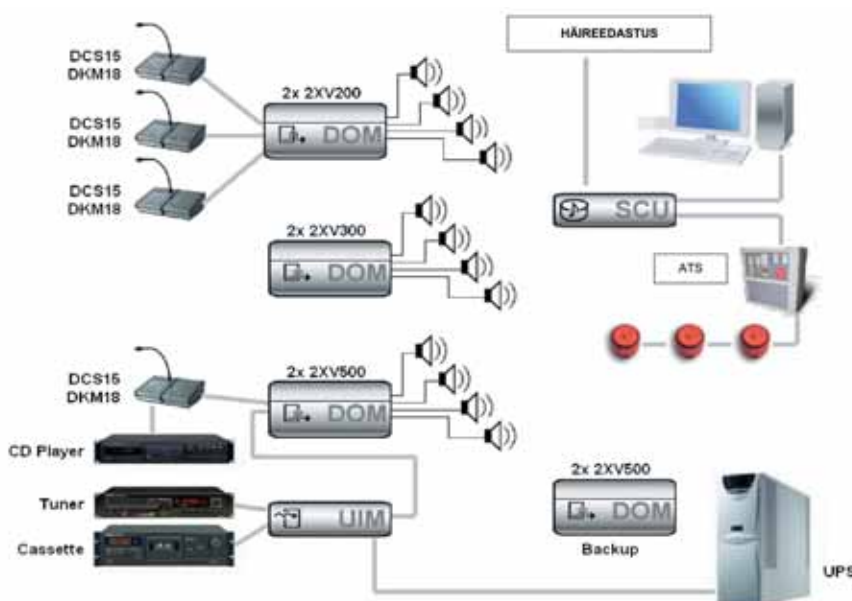 HÄIREEDASTUS
DCS15
DKM18
2x 2XV200
DOM
DCS15
DKM18
DCS15
DKM18
SCU
2x 2XV300
DOM
ATS
2x 2XV500
DCS15
DKM18
DOM
CD Player
2x 2XV500
Tuner
UIM
DOM
Cassette
Backup
UPS